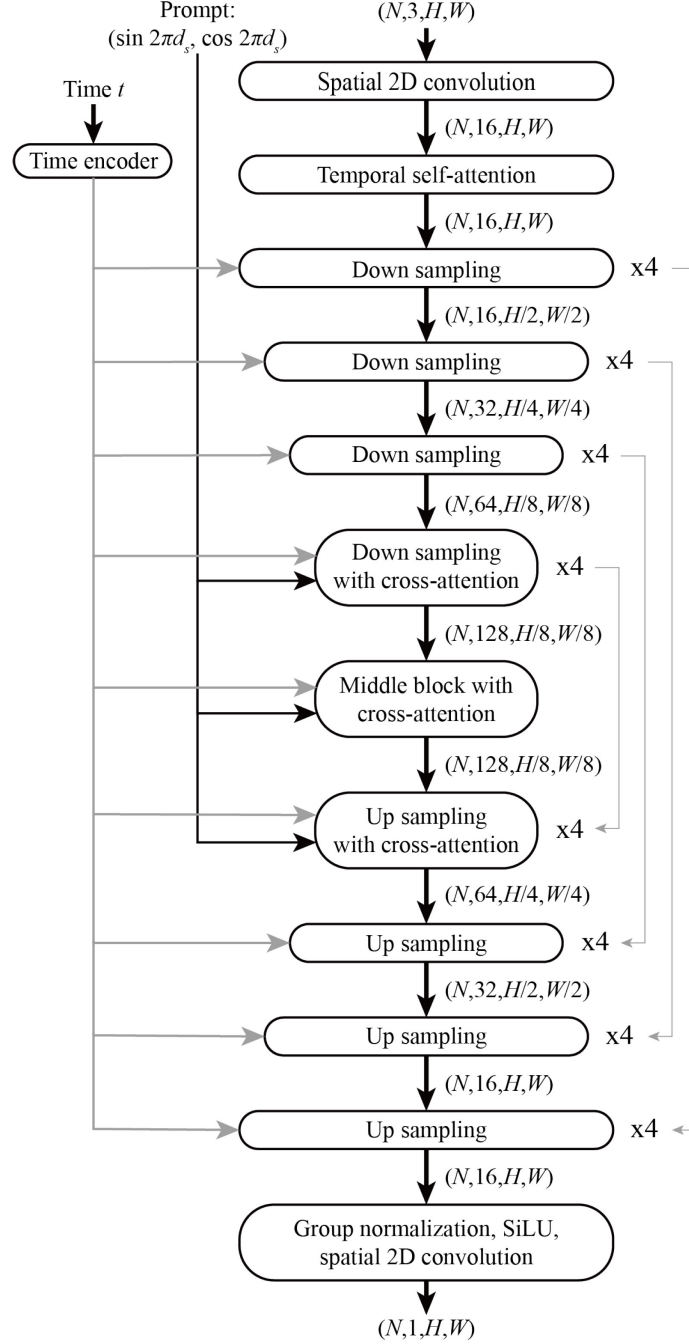 Prompt:
(sin 2πdₛ, cos 2πdₛ)
(N,3,H,W)
Time t
Time encoder
Spatial 2D convolution
(N,16,H,W)
Temporal self-attention
(N,16,H,W)
Down sampling x4
(N,16,H/2,W/2)
Down sampling x4
(N,32,H/4,W/4)
Down sampling x4
(N,64,H/8,W/8)
Down sampling
with cross-attention x4
(N,128,H/8,W/8)
Middle block with
cross-attention
(N,128,H/8,W/8)
Up sampling
with cross-attention x4
(N,64,H/4,W/4)
Up sampling x4
(N,32,H/2,W/2)
Up sampling x4
(N,16,H,W)
Up sampling x4
(N,16,H,W)
Group normalization, SiLU,
spatial 2D convolution
(N,1,H,W)